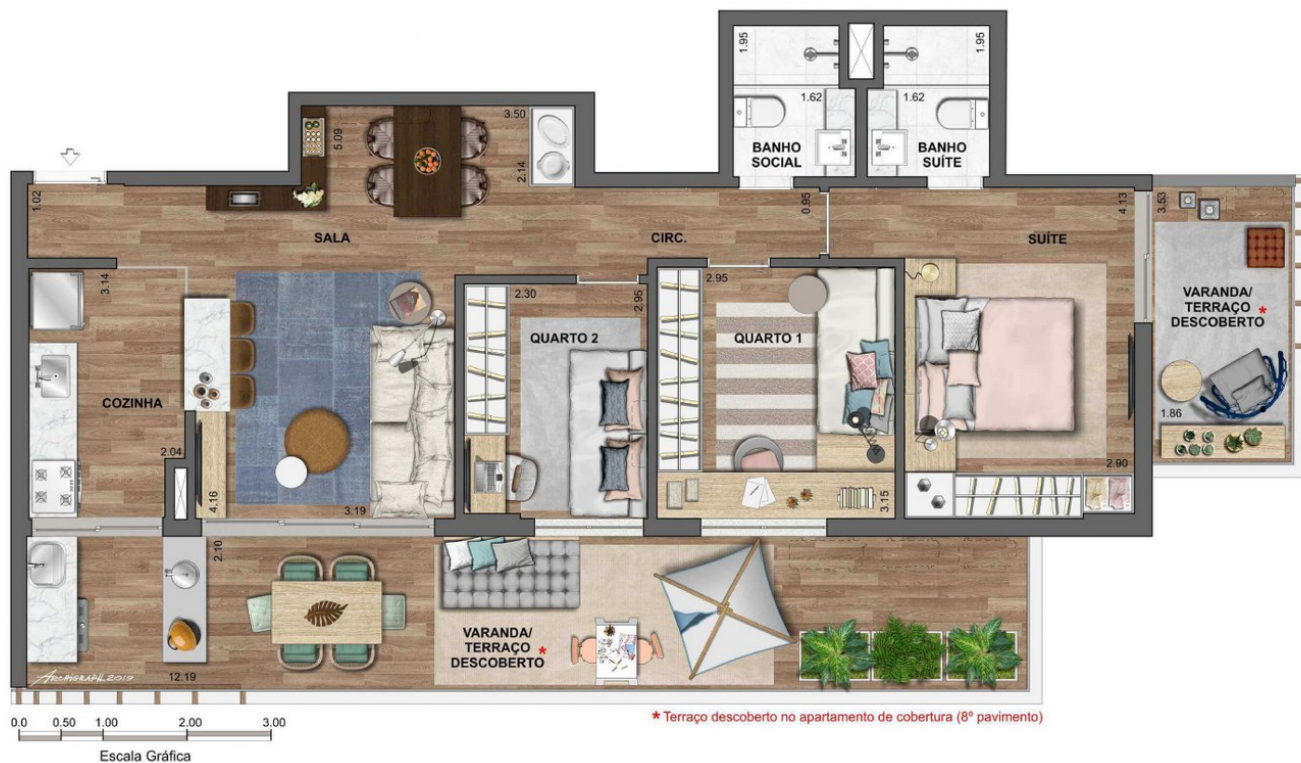 1.95
1.95
1.62
1.62
BANHO
SOCIAL
BANHO
SUÍTE
3.50
5.09
2.14
1.02
0.95
4.13
3.53
SALA
CIRC.
SUÍTE
3.14
2.30
2.95
2.95
VARANDA/
TERRAÇO *
DESCOBERTO
QUARTO 2
QUARTO 1
COZINHA
1.86
2.04
2.90
4.16
3.19
3.15
2.10
VARANDA/
TERRAÇO *
DESCOBERTO
12.19
ARCHIGRAPH 2019
* Terraço descoberto no apartamento de cobertura (8º pavimento)
0.0 0.50 1.00 2.00 3.00
Escala Gráfica